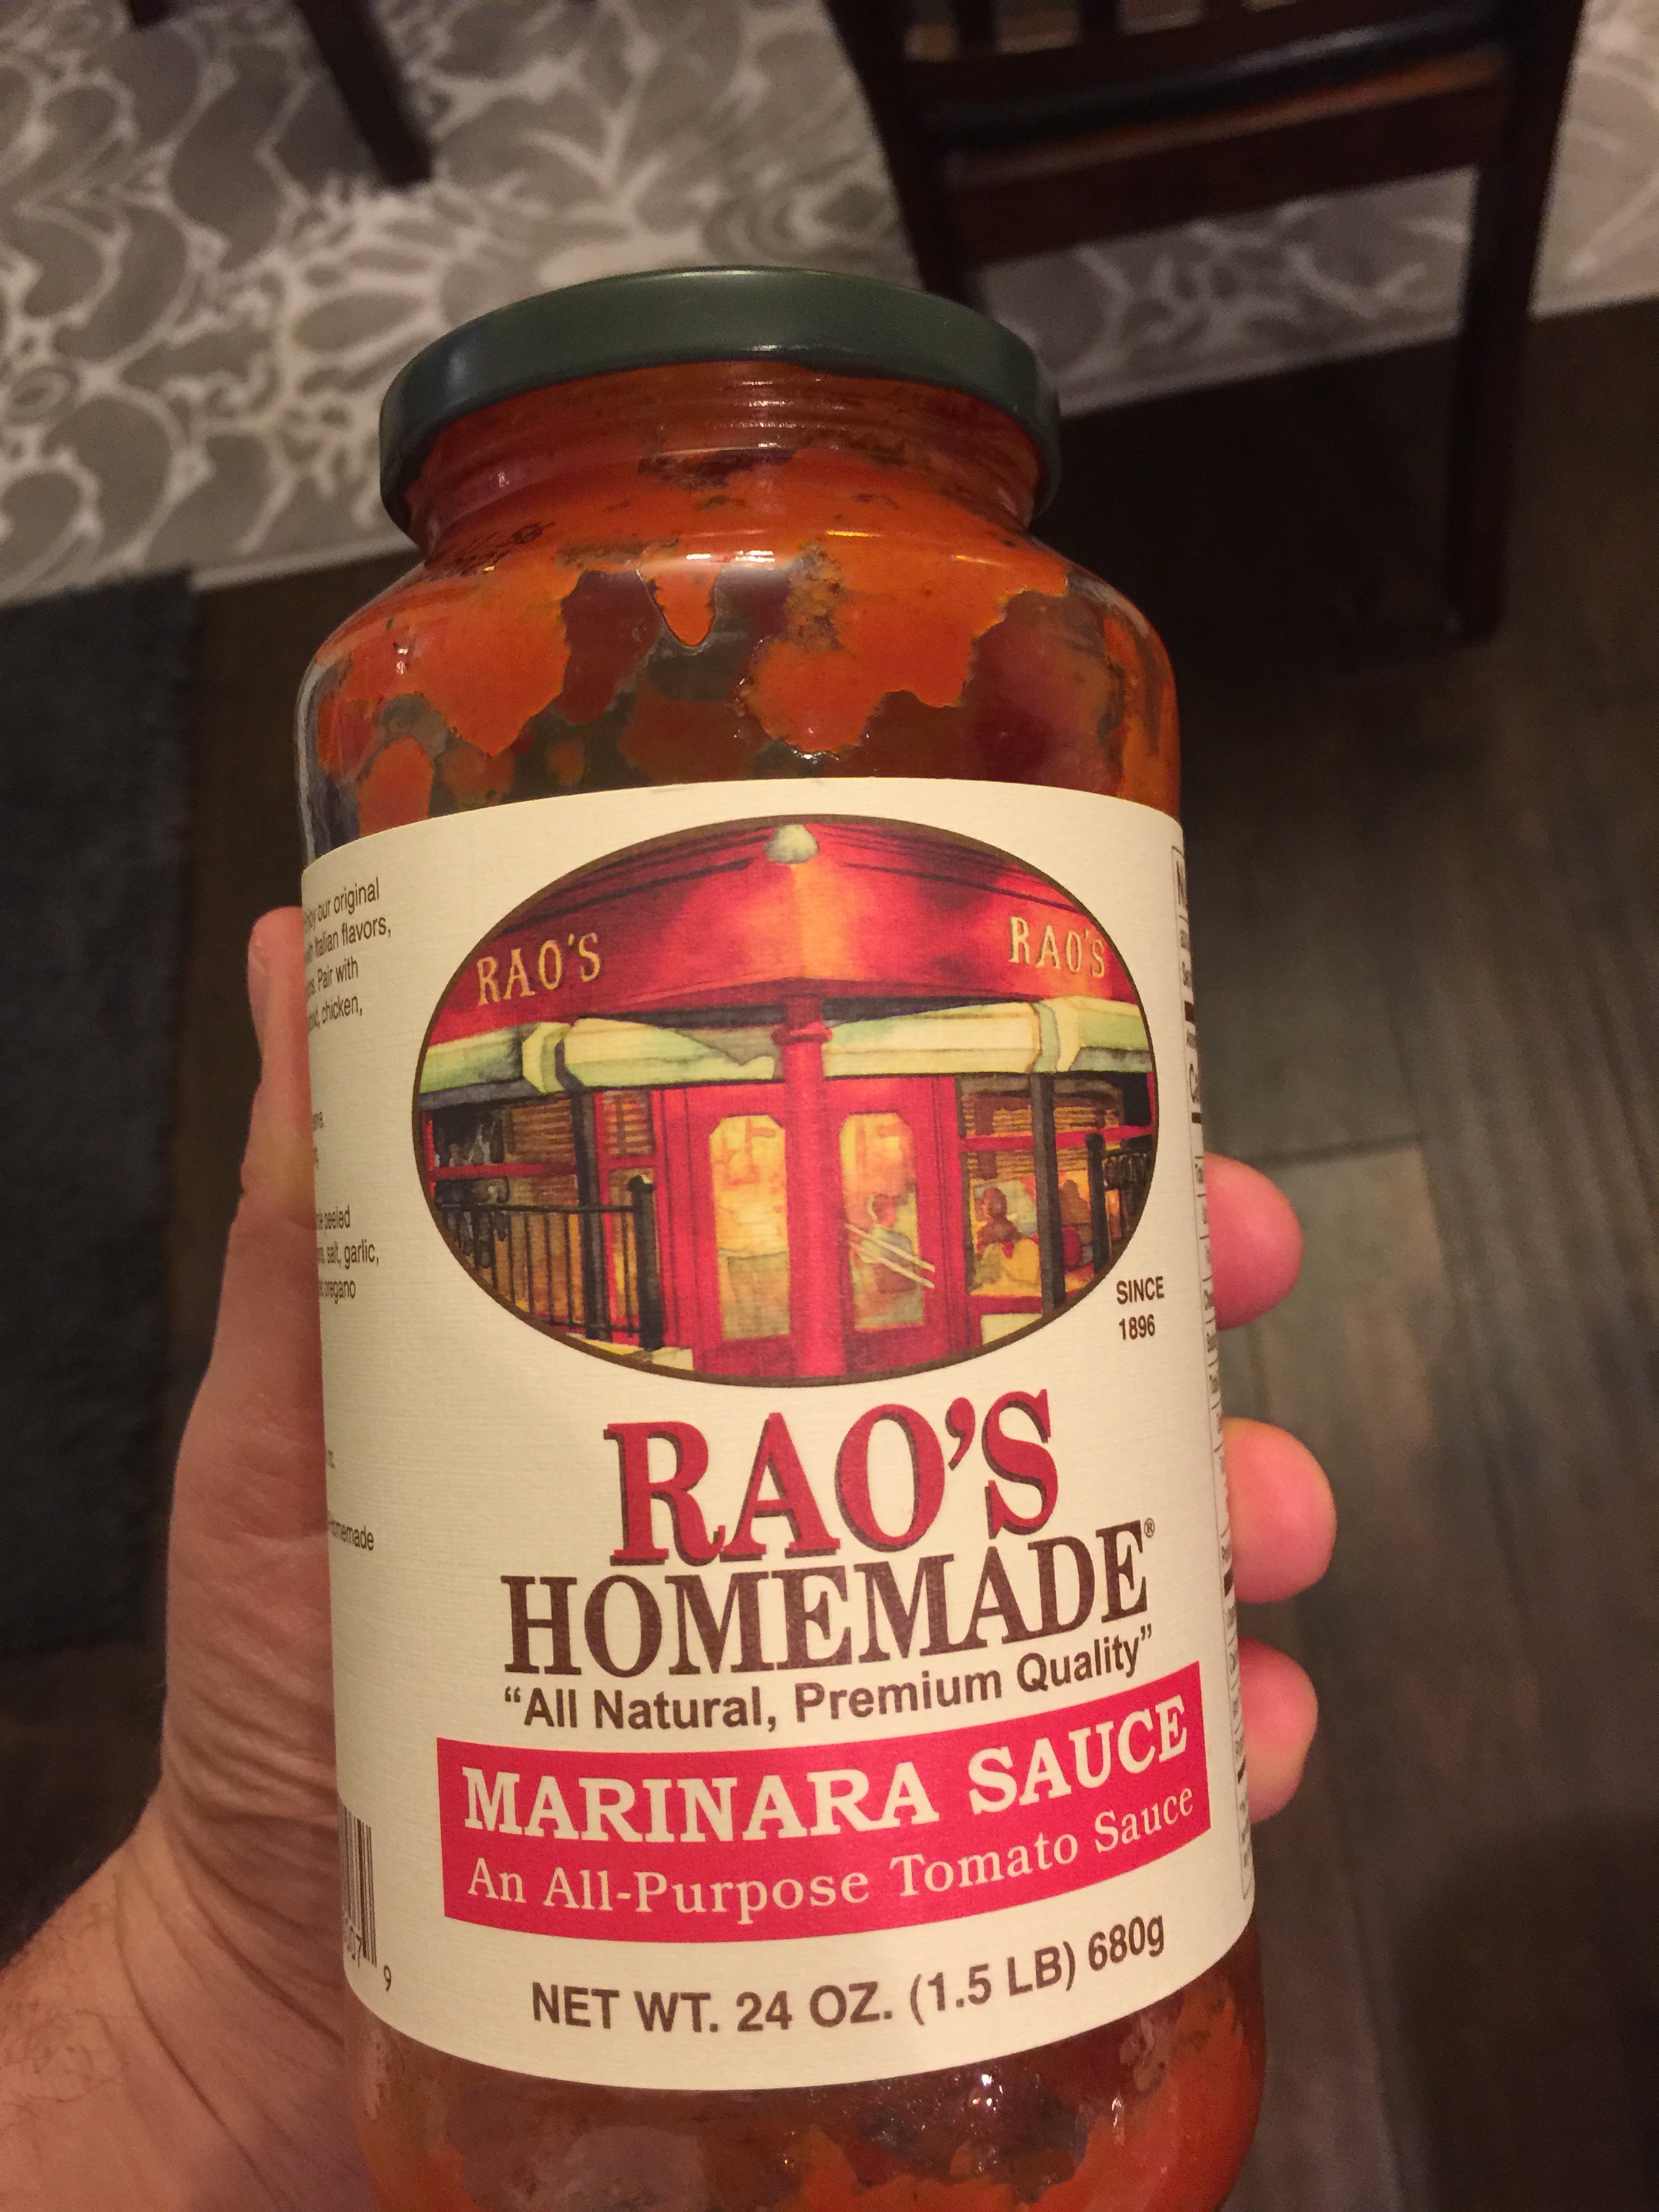 our original
Italian flavors,
Pair with
chicken,
peeled
salt, garlic,
oregano
RAO'S
RAO'S
SINCE
1896
RAO'S
HOMEMADE®
“All Natural, Premium Quality”
MARINARA SAUCE
An All-Purpose Tomato Sauce
NET WT. 24 OZ. (1.5 LB) 680g
9